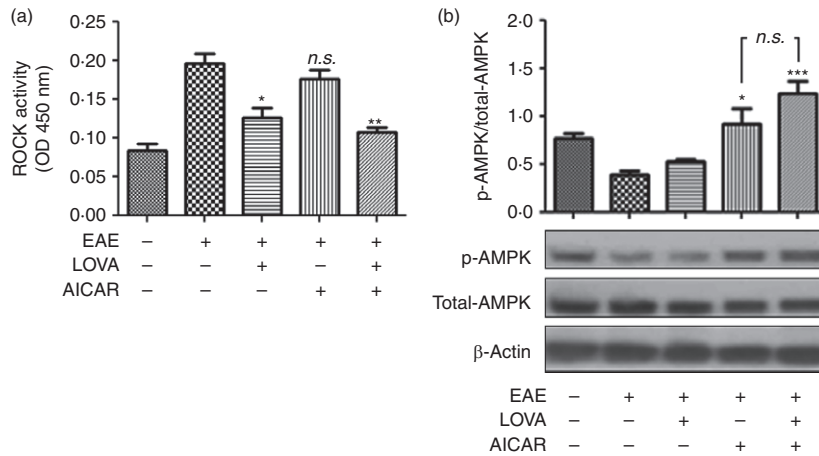 (a)
ROCK activity
(OD 450 nm)
0·25
0·20
0·15
0·10
0·05
0·00
*
n.s.
**
EAE – + + + +
LOVA – – + – +
AICAR – – – + +
(b)
p-AMPK/total-AMPK
2·0
1·5
1·0
0·5
0·0
n.s.
*
***
p-AMPK
Total-AMPK
β-Actin
EAE – + + + +
LOVA – – + – +
AICAR – – – + +